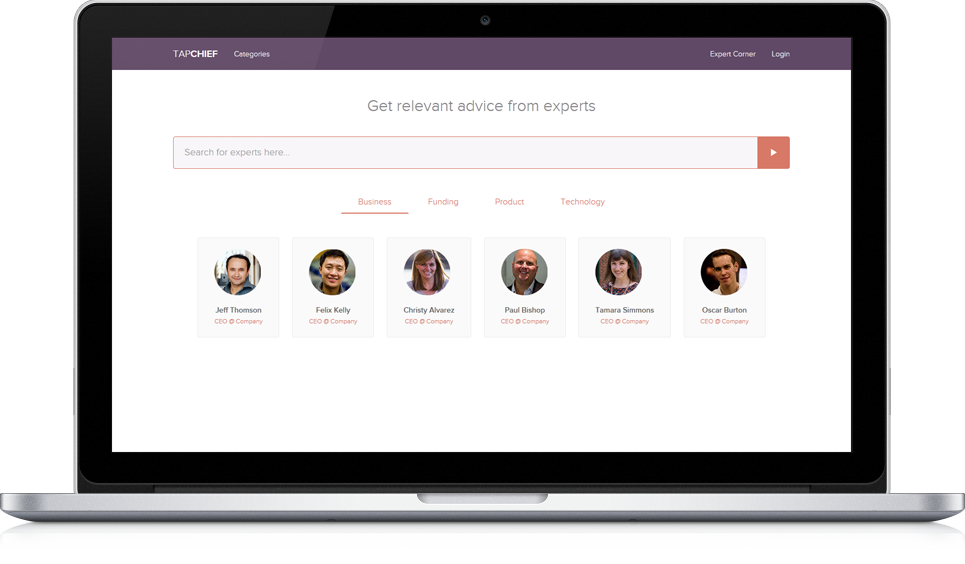 TAPCHIEF Categories Expert Corner Login
Get relevant advice from experts
Search for experts here...
Business Funding Product Technology
Jeff Thomson Felix Kelly Christy Alvarez Paul Bishop Tamara Simmons Oscar Burton
CEO @ Company CEO @ Company CEO @ Company CEO @ Company CEO @ Company CEO @ Company